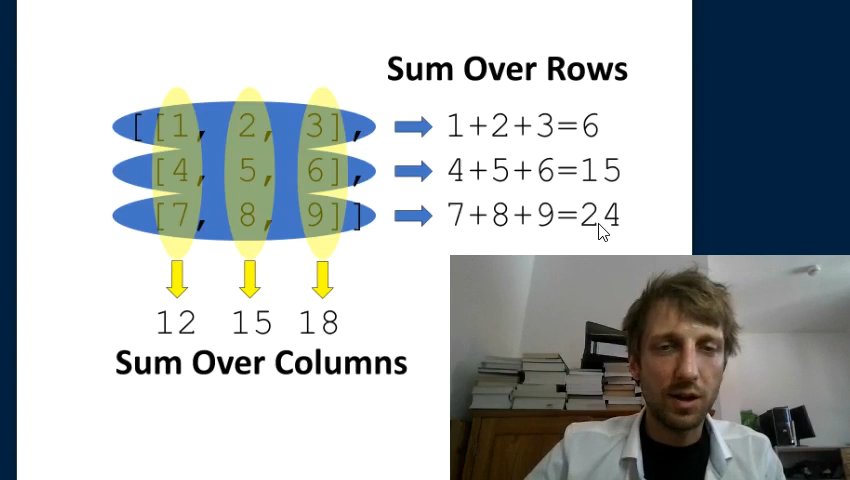 Sum Over Rows
[[1, 2, 3], 1+2+3=6
[4, 5, 6], 4+5+6=15
[7, 8, 9]] 7+8+9=24
12 15 18
Sum Over Columns